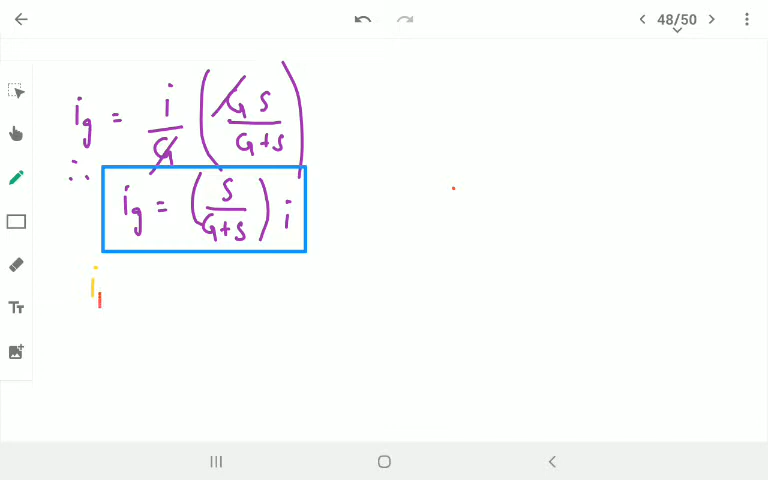 48/50
ig = i/G (G S / G+S)
∴ ig = (S / G+S) i
i
Tт